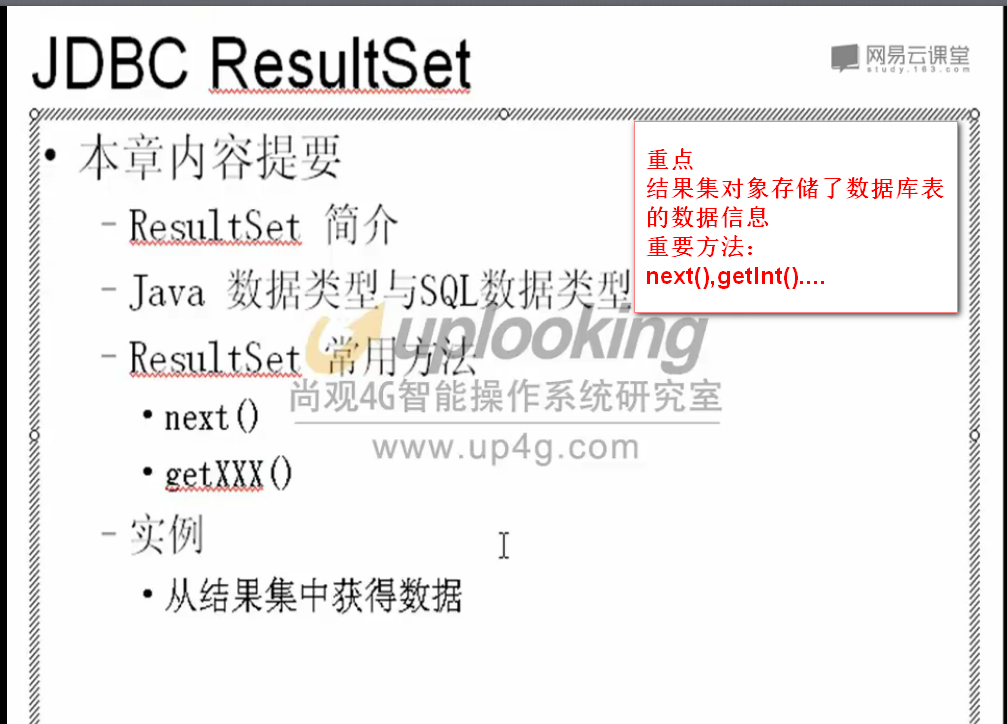 JDBC ResultSet
网易云课堂
study.163.com
• 本章内容提要
– ResultSet 简介
– Java 数据类型与SQL数据类型
– ResultSet 常用方法
• next()
• getXXX()
– 实例
• 从结果集中获得数据
重点
结果集对象存储了数据库表
的数据信息
重要方法：
next(),getInt()....
uplooking
尚观4G智能操作系统研究室
www.up4g.com